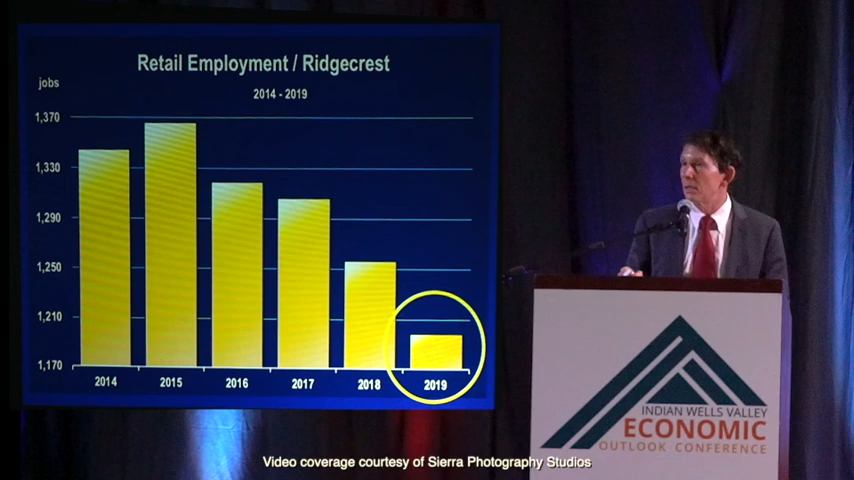 Retail Employment / Ridgecrest
jobs
2014 - 2019
1,370
1,330
1,290
1,250
1,210
1,170
2014 2015 2016 2017 2018 2019
INDIAN WELLS VALLEY
ECONOMIC
OUTLOOK CONFERENCE
Video coverage courtesy of Sierra Photography Studios